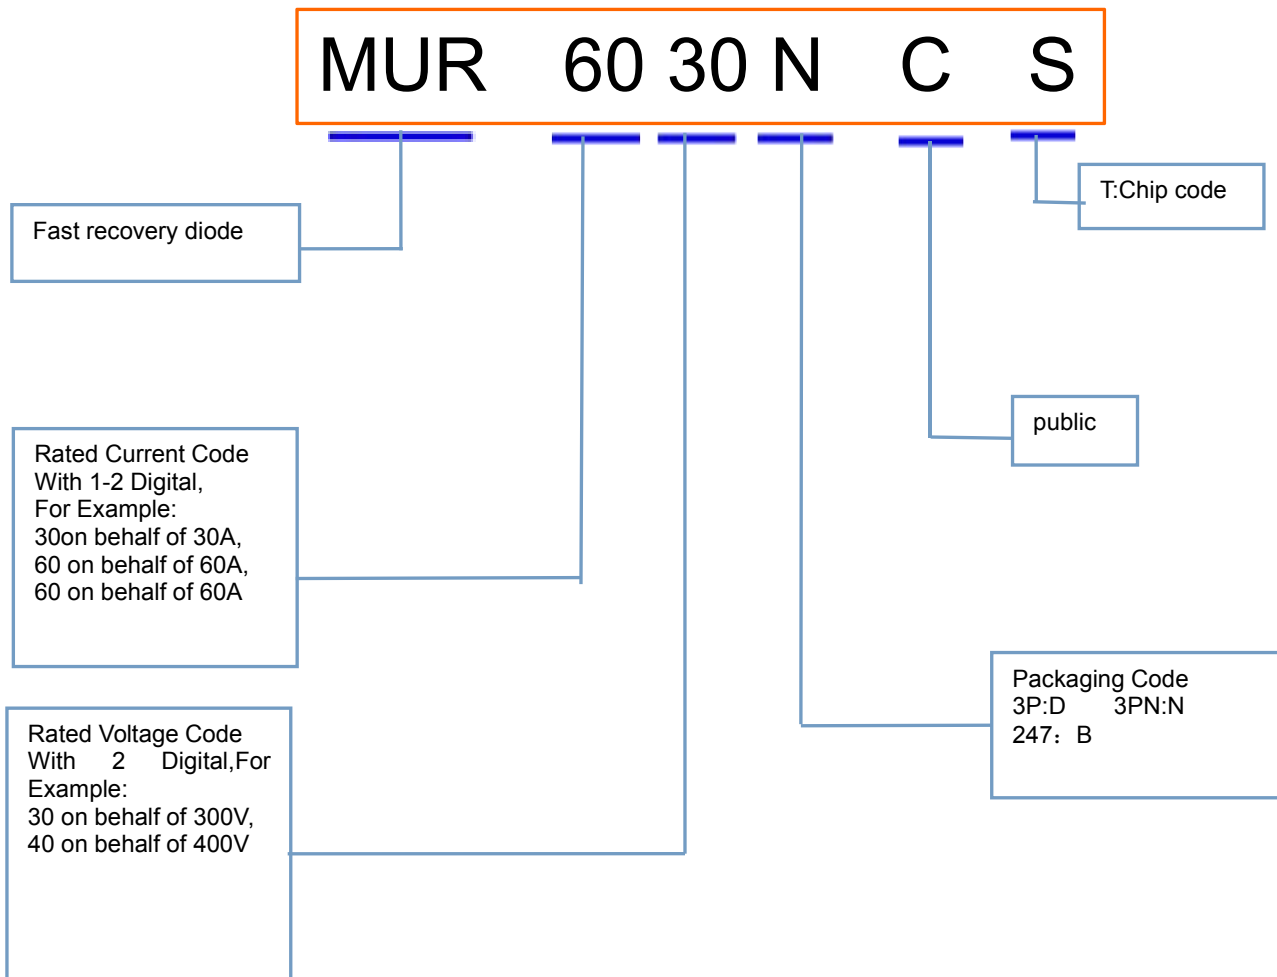 MUR 60 30 N C S
T:Chip code
Fast recovery diode
public
Rated Current Code
With 1-2 Digital,
For Example:
30on behalf of 30A,
60 on behalf of 60A,
60 on behalf of 60A
Packaging Code
3P:D 3PN:N
247：B
Rated Voltage Code
With 2 Digital,For
Example:
30 on behalf of 300V,
40 on behalf of 400V